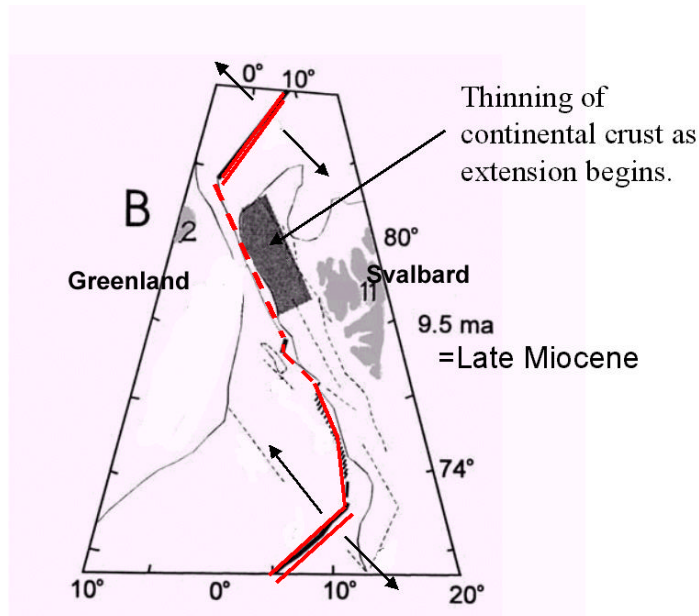 0° 10°
Thinning of
continental crust as
extension begins.
B
2
80°
Greenland
Svalbard
11
9.5 ma
=Late Miocene
74°
10° 0° 10° 20°